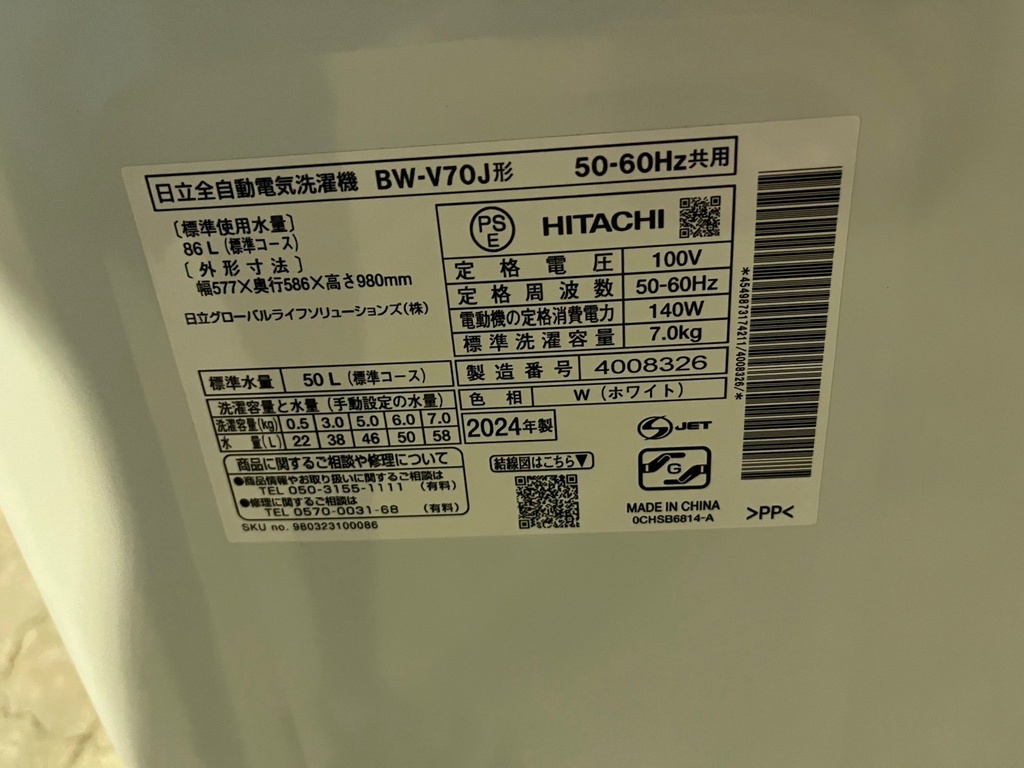 日立全自動電気洗濯機 BW-V70J形 50-60Hz共用
〔標準使用水量〕
86 L (標準コース)
〔外形寸法〕
幅577×奥行586×高さ980mm
日立グローバルライフソリューションズ(株)
PS
E
HITACHI
定格電圧 100V
定格周波数 50-60Hz
電動機の定格消費電力 140W
標準洗濯容量 7.0kg
製造番号 4008326
色相 W (ホワイト)
2024年製
標準水量 50 L (標準コース)
洗濯容量と水量 (手動設定の水量)
洗濯容量(kg) 0.5 3.0 5.0 6.0 7.0
水量(L) 22 38 46 50 58
商品に関するご相談や修理について
●商品情報やお取り扱いに関するご相談は
TEL 050-3155-1111 (有料)
●修理に関するご相談は
TEL 0570-0031-68 (有料)
SKU no. 980323100086
結線図はこちら▼
JET
G
MADE IN CHINA
0CHSB6814-A
>PP<
*4549873174211/4008326/*